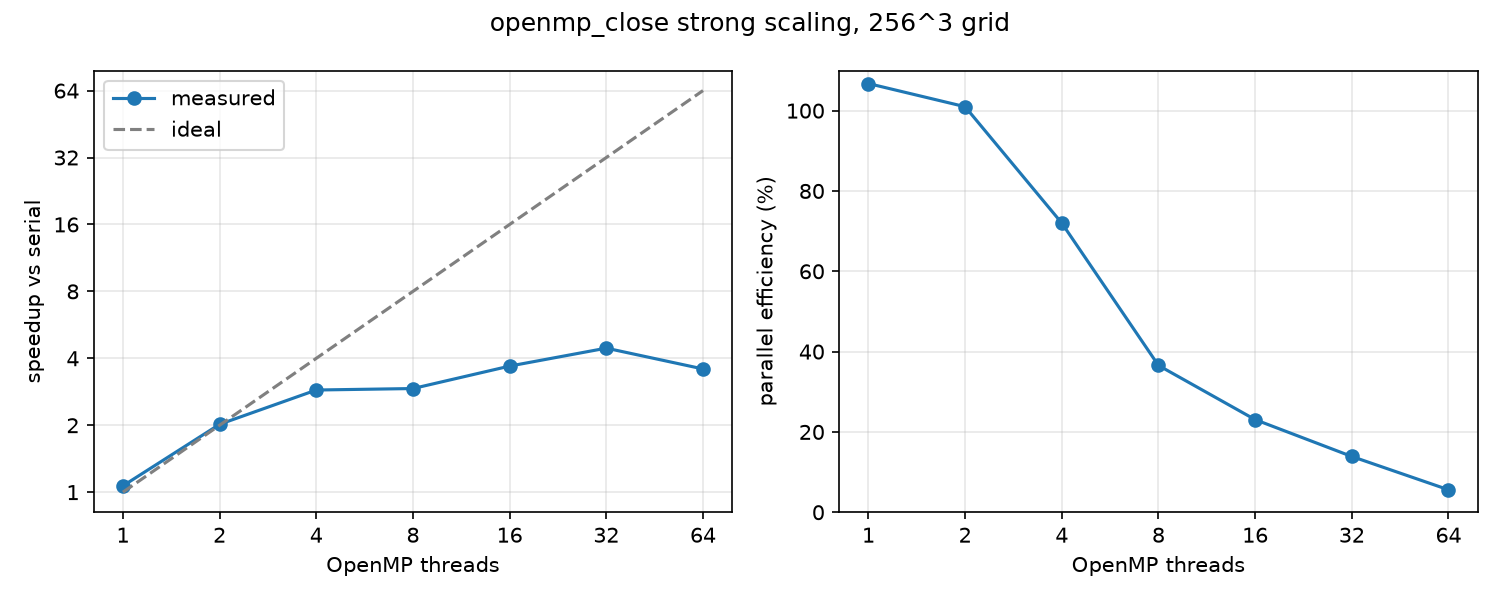 openmp_close strong scaling, 256^3 grid
speedup vs serial
64
32
16
8
4
2
1
measured
ideal
1 2 4 8 16 32 64
OpenMP threads
parallel efficiency (%)
100
80
60
40
20
0
1 2 4 8 16 32 64
OpenMP threads